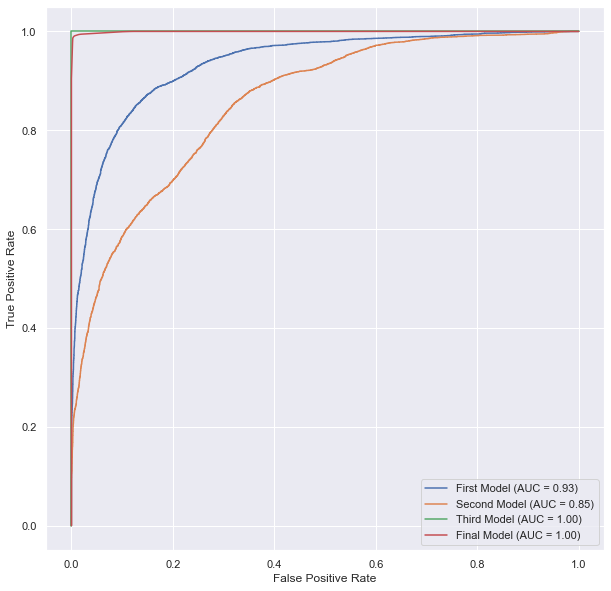 1.0
0.8
0.6
0.4
0.2
0.0
True Positive Rate
0.0 0.2 0.4 0.6 0.8 1.0
False Positive Rate
First Model (AUC = 0.93)
Second Model (AUC = 0.85)
Third Model (AUC = 1.00)
Final Model (AUC = 1.00)